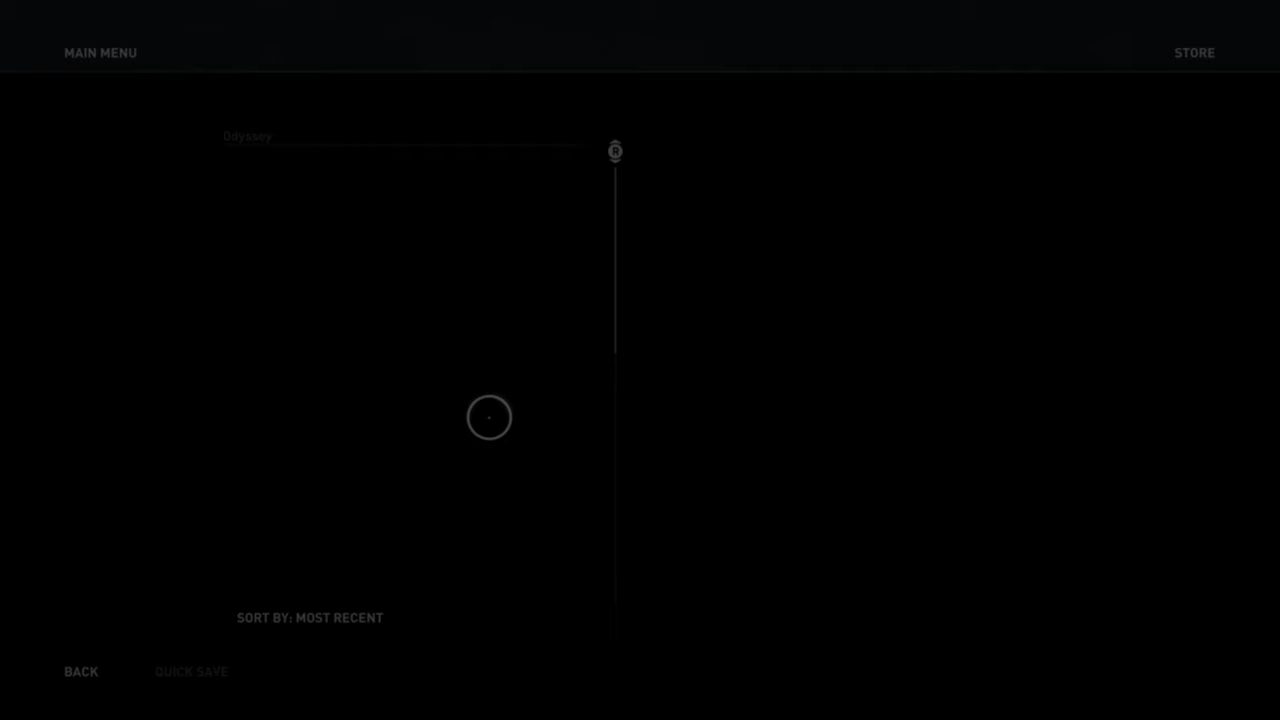 MAIN MENU
STORE
Odyssey
R
SORT BY: MOST RECENT
BACK
QUICK SAVE